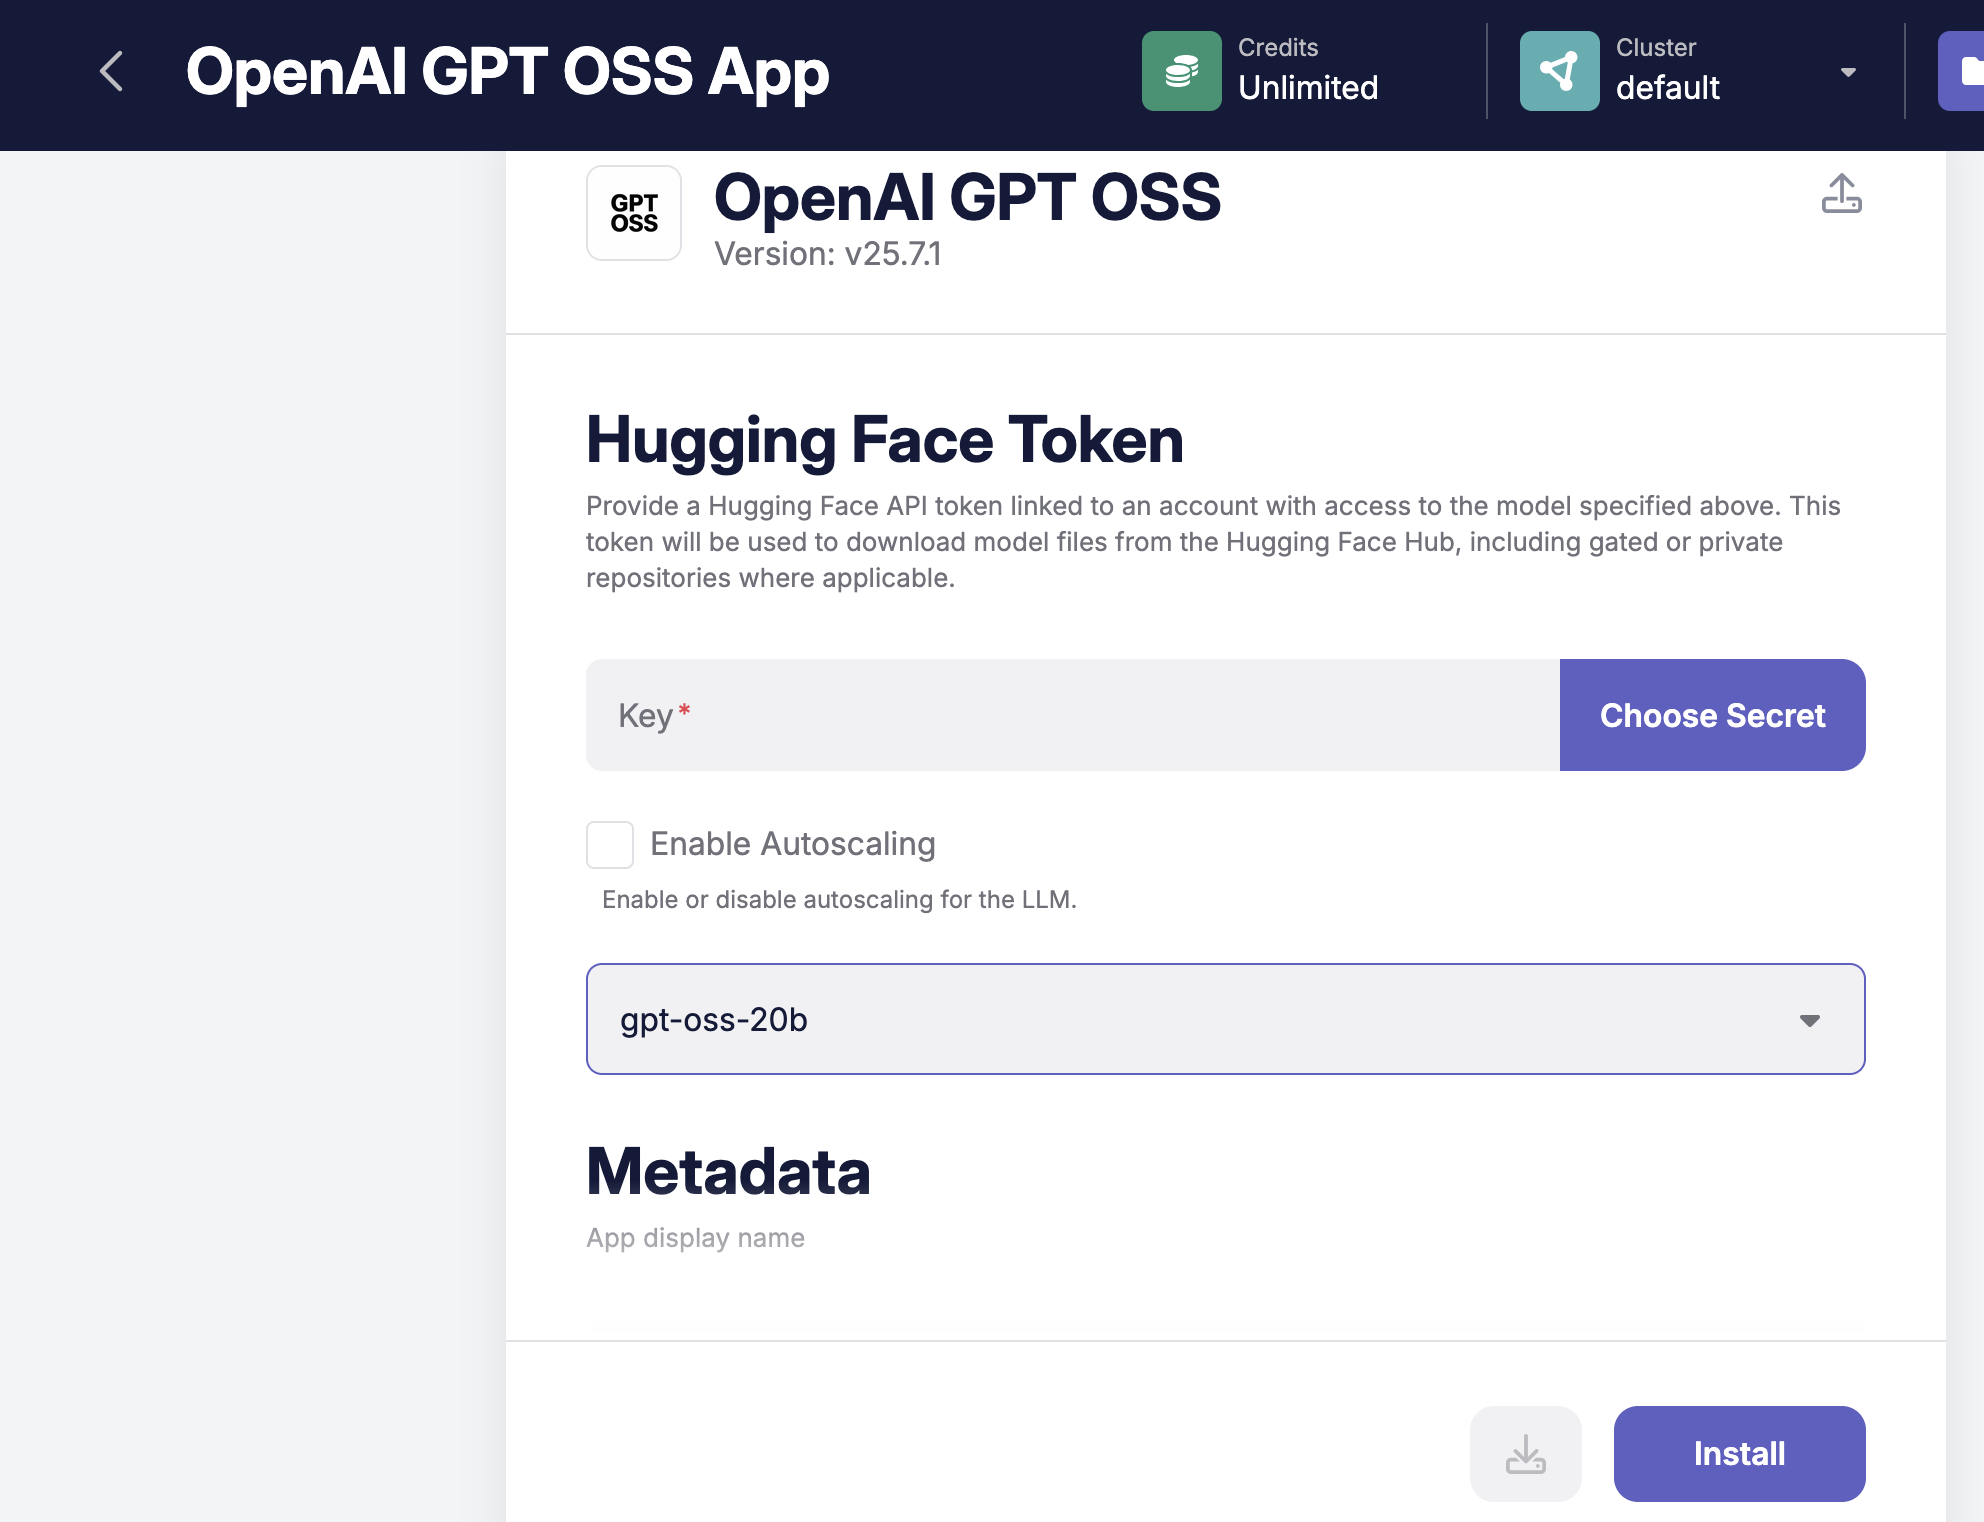 OpenAI GPT OSS App
Credits
Unlimited
Cluster
default
GPT
OSS
OpenAI GPT OSS
Version: v25.7.1
Hugging Face Token
Provide a Hugging Face API token linked to an account with access to the model specified above. This
token will be used to download model files from the Hugging Face Hub, including gated or private
repositories where applicable.
Key*
Choose Secret
Enable Autoscaling
Enable or disable autoscaling for the LLM.
gpt-oss-20b
Metadata
App display name
Install